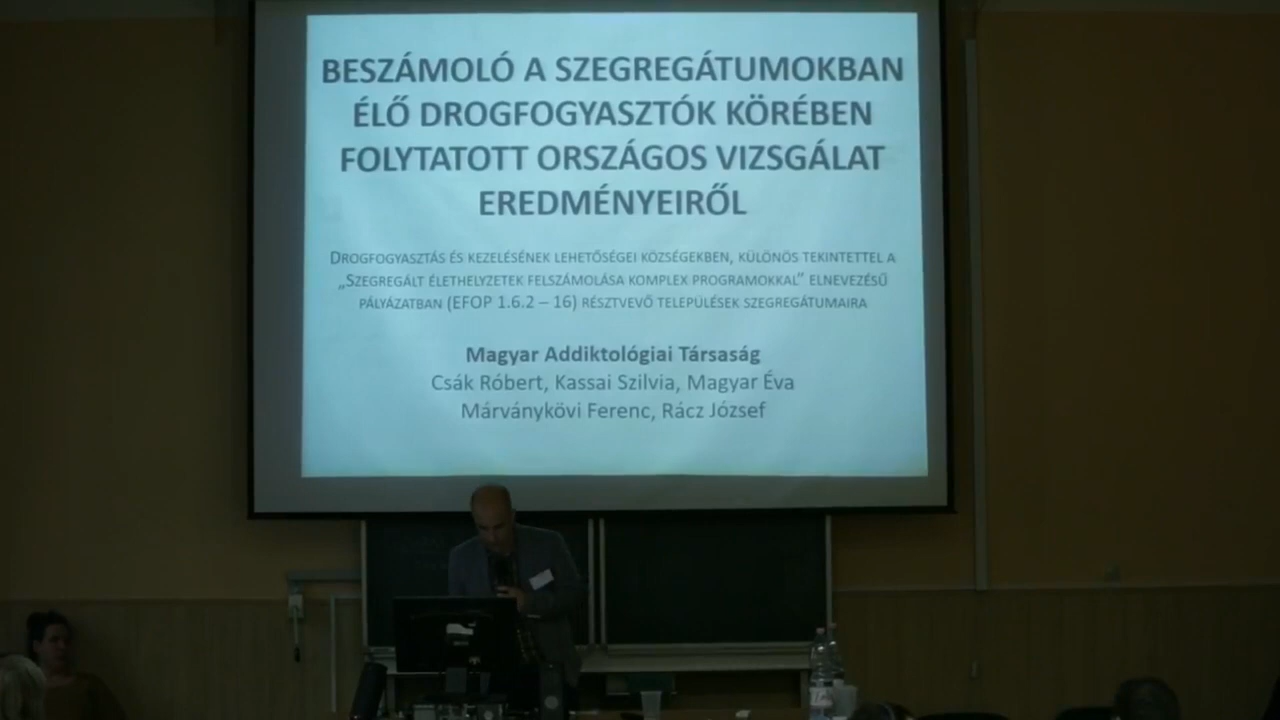 BESZÁMOLÓ A SZEGREGÁTUMOKBAN
ÉLŐ DROGFOGYASZTÓK KÖRÉBEN
FOLYTATOTT ORSZÁGOS VIZSGÁLAT
EREDMÉNYEIRŐL
DROGFOGYASZTÁS ÉS KEZELÉSÉNEK LEHETŐSÉGEI KÖZSÉGEKBEN, KÜLÖNÖS TEKINTETTEL A
„SZEGREGÁLT ÉLETHELYZETEK FELSZÁMOLÁSA KOMPLEX PROGRAMOKKAL” ELNEVEZÉSŰ
PÁLYÁZATBAN (EFOP 1.6.2 – 16) RÉSZTVEVŐ TELEPÜLÉSEK SZEGREGÁTUMAIRA
Magyar Addiktológiai Társaság
Csák Róbert, Kassai Szilvia, Magyar Éva
Márványkövi Ferenc, Rácz József